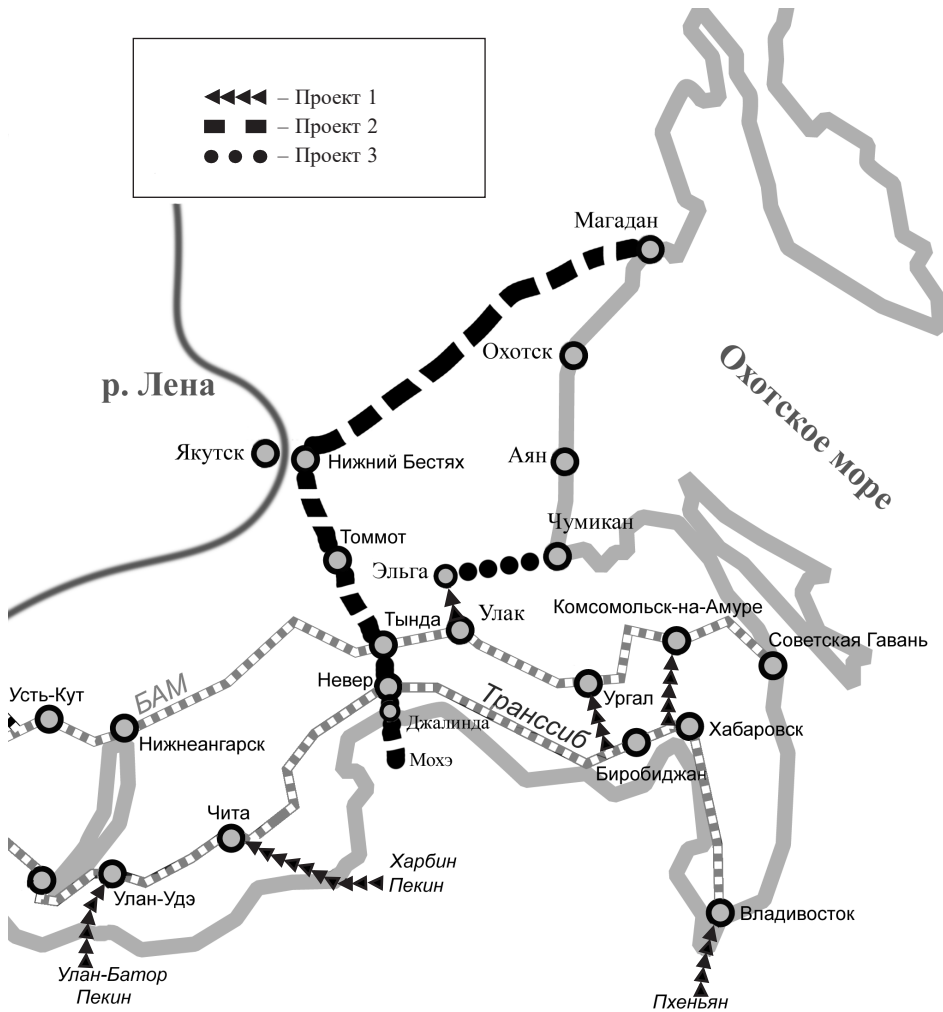 – Проект 1
– Проект 2
– Проект 3
Магадан
Охотск
р. Лена
Охотское море
Якутск
Нижний Бестях
Аян
Чумикан
Томмот
Эльга
Комсомольск-на-Амуре
Тында
Улак
Советская Гавань
Невер
Усть-Кут
БАМ
Ургал
Транссиб
Джалинда
Хабаровск
Нижнеангарск
Мохэ
Биробиджан
Чита
Харбин
Пекин
Улан-Удэ
Владивосток
Улан-Батор
Пекин
Пхеньян